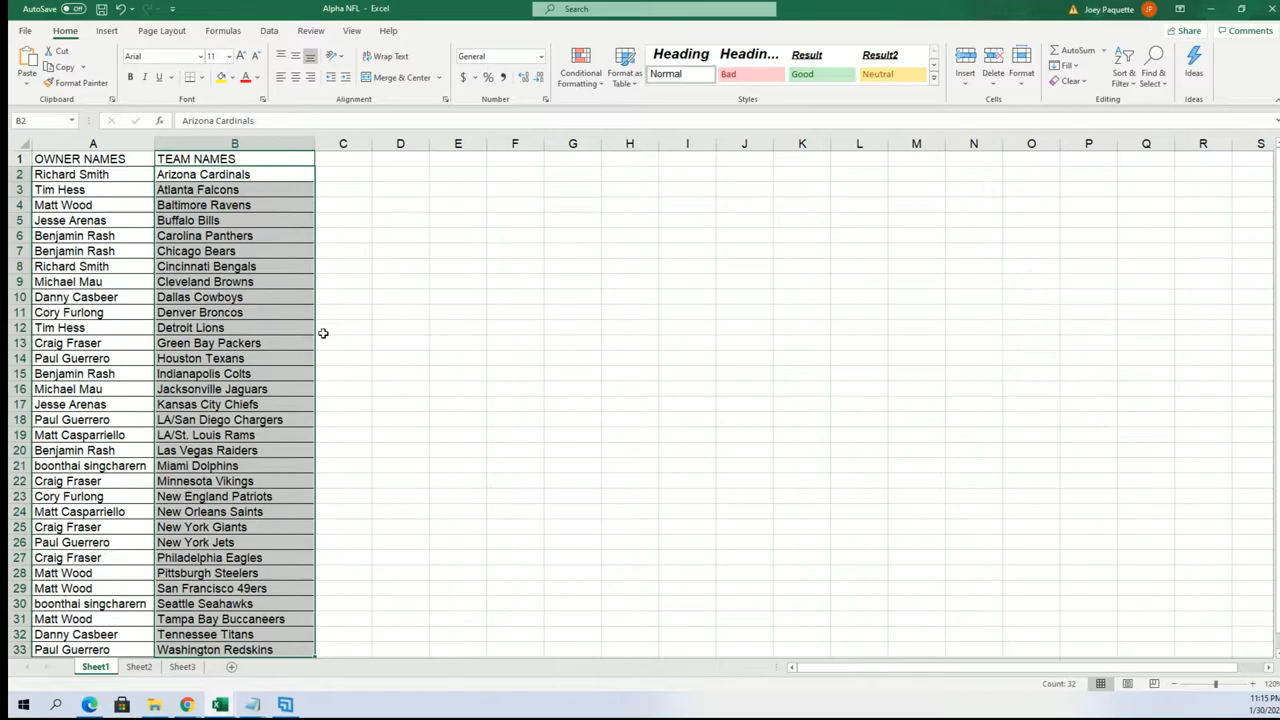 AutoSave Off Alpha NFL - Excel Search Joey Paquette JP
File Home Insert Page Layout Formulas Data Review View Help Share Comments
Paste Cut Copy Format Painter Clipboard
Arial 11 A A B I U A Font
ab Wrap Text Merge & Center Alignment
General $ % Number
Conditional Formatting Format as Table Heading Headin... Result Result2 Normal Bad Good Neutral Styles
Insert Delete Format Cells
AutoSum Fill Clear Sort & Filter Find & Select Editing
Ideas Ideas
B2 fx Arizona Cardinals
A B C D E F G H I J K L M N O P Q R S
1 OWNER NAMES TEAM NAMES
2 Richard Smith Arizona Cardinals
3 Tim Hess Atlanta Falcons
4 Matt Wood Baltimore Ravens
5 Jesse Arenas Buffalo Bills
6 Benjamin Rash Carolina Panthers
7 Benjamin Rash Chicago Bears
8 Richard Smith Cincinnati Bengals
9 Michael Mau Cleveland Browns
10 Danny Casbeer Dallas Cowboys
11 Cory Furlong Denver Broncos
12 Tim Hess Detroit Lions
13 Craig Fraser Green Bay Packers
14 Paul Guerrero Houston Texans
15 Benjamin Rash Indianapolis Colts
16 Michael Mau Jacksonville Jaguars
17 Jesse Arenas Kansas City Chiefs
18 Paul Guerrero LA/San Diego Chargers
19 Matt Casparriello LA/St. Louis Rams
20 Benjamin Rash Las Vegas Raiders
21 boonthai singcharern Miami Dolphins
22 Craig Fraser Minnesota Vikings
23 Cory Furlong New England Patriots
24 Matt Casparriello New Orleans Saints
25 Craig Fraser New York Giants
26 Paul Guerrero New York Jets
27 Craig Fraser Philadelphia Eagles
28 Matt Wood Pittsburgh Steelers
29 Matt Wood San Francisco 49ers
30 boonthai singcharern Seattle Seahawks
31 Matt Wood Tampa Bay Buccaneers
32 Danny Casbeer Tennessee Titans
33 Paul Guerrero Washington Redskins
Sheet1 Sheet2 Sheet3
Count: 32 120%
11:15 PM